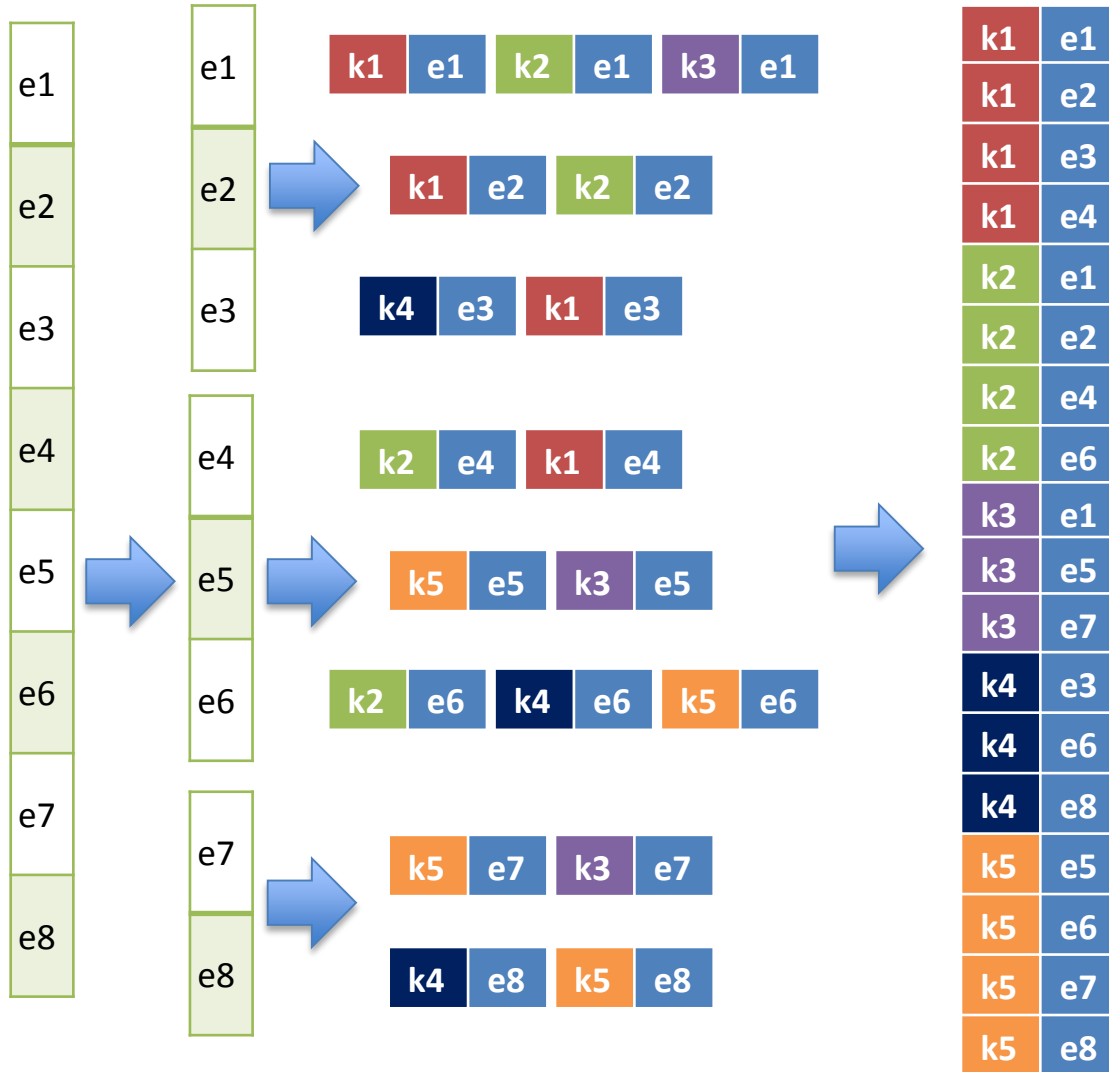 e1
e2
e3
e4
e5
e6
e7
e8
e1
e2
e3
e4
e5
e6
e7
e8
k1 e1 k2 e1 k3 e1
k1 e2 k2 e2
k4 e3 k1 e3
k2 e4 k1 e4
k5 e5 k3 e5
k2 e6 k4 e6 k5 e6
k5 e7 k3 e7
k4 e8 k5 e8
k1 e1
k1 e2
k1 e3
k1 e4
k2 e1
k2 e2
k2 e4
k2 e6
k3 e1
k3 e5
k3 e7
k4 e3
k4 e6
k4 e8
k5 e5
k5 e6
k5 e7
k5 e8